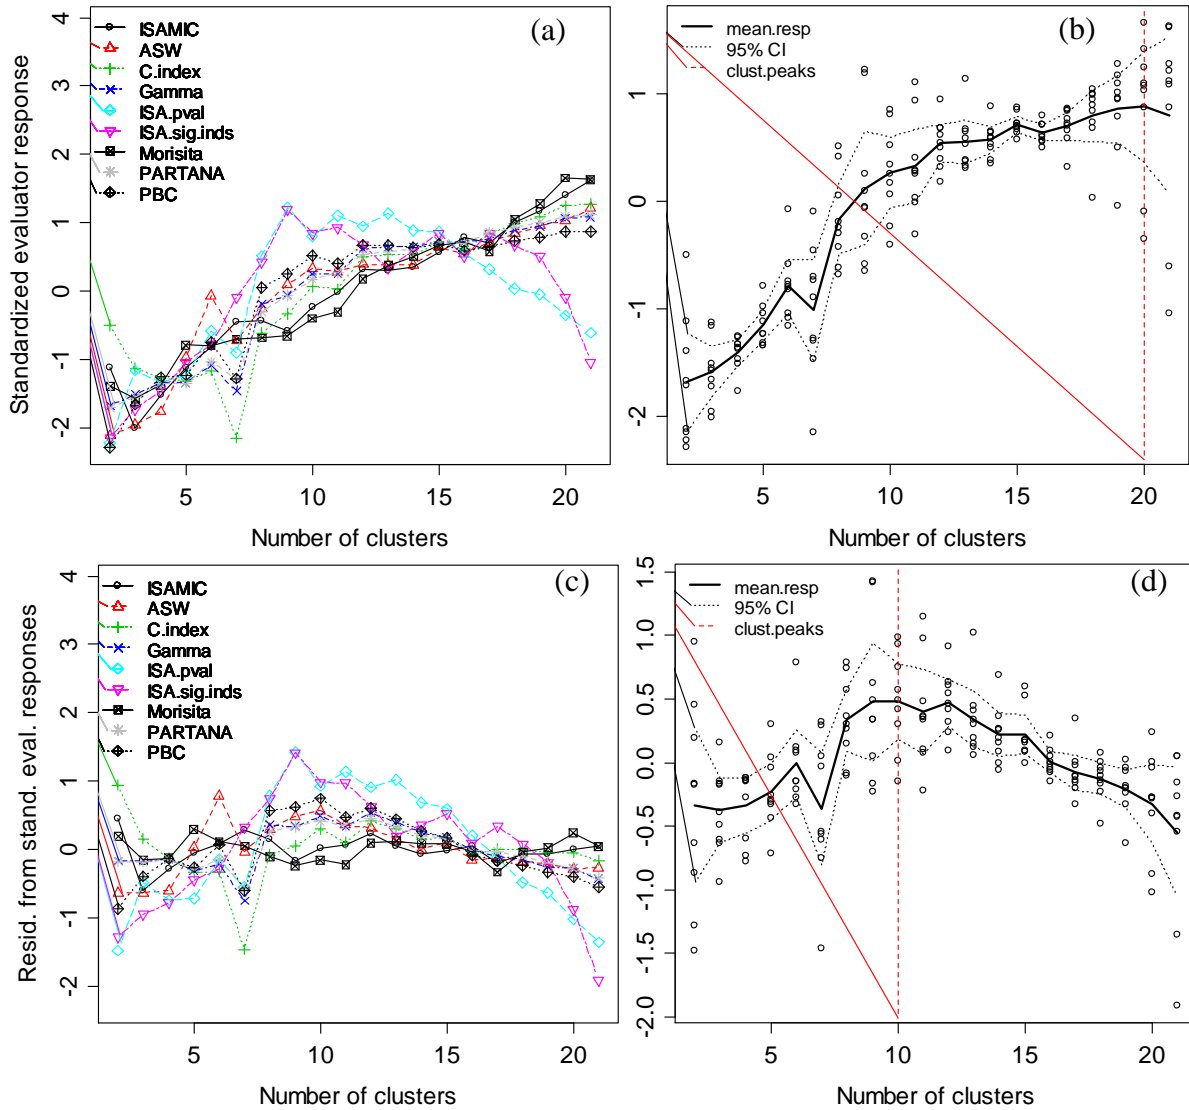 (a)
ISAMIC
ASW
C.index
Gamma
ISA.pval
ISA.sig.inds
Morisita
PARTANA
PBC
Standardized evaluator response
4
3
2
1
0
-1
-2
5
10
15
20
Number of clusters
(b)
mean.resp
95% CI
clust.peaks
1
0
-1
-2
5
10
15
20
Number of clusters
(c)
ISAMIC
ASW
C.index
Gamma
ISA.pval
ISA.sig.inds
Morisita
PARTANA
PBC
Resid. from stand. eval. responses
4
3
2
1
0
-1
-2
5
10
15
20
Number of clusters
(d)
mean.resp
95% CI
clust.peaks
1.5
1.0
0.5
0.0
-0.5
-1.0
-1.5
-2.0
5
10
15
20
Number of clusters